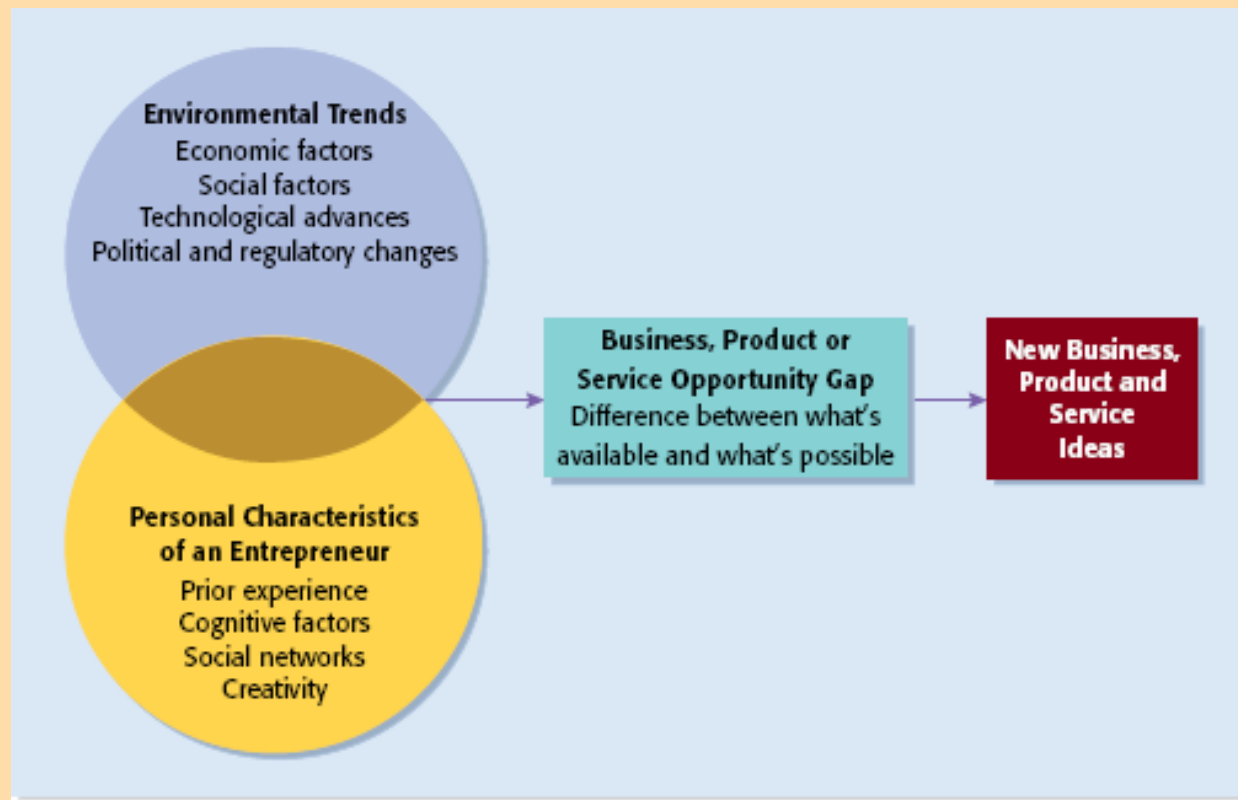 Environmental Trends
Economic factors
Social factors
Technological advances
Political and regulatory changes
Personal Characteristics
of an Entrepreneur
Prior experience
Cognitive factors
Social networks
Creativity
Business, Product or
Service Opportunity Gap
Difference between what's
available and what's possible
New Business,
Product and
Service
Ideas